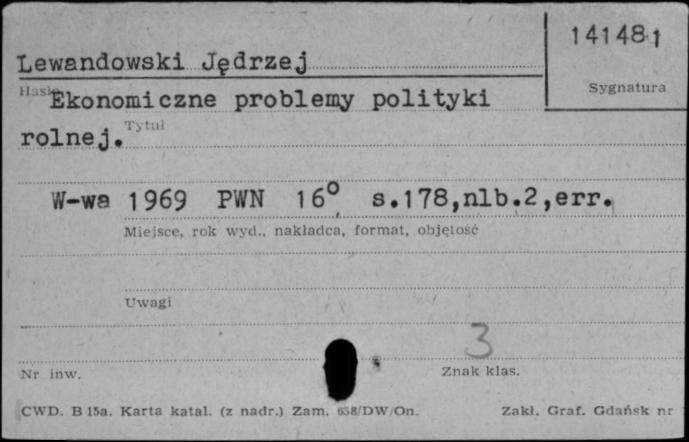 141481
Lewandowski Jędrzej
Sygnatura
Hasło
Ekonomiczne problemy polityki
Tytuł
rolnej.
W-wa 1969 PWN 16° s.178,nlb.2,err.
Miejsce, rok wyd., nakładca, format, objętość
Uwagi
3
Nr inw.
Znak klas.
CWD. B 15a. Karta katal. (z nadr.) Zam. 658/DW/On. Zakł. Graf. Gdańsk nr